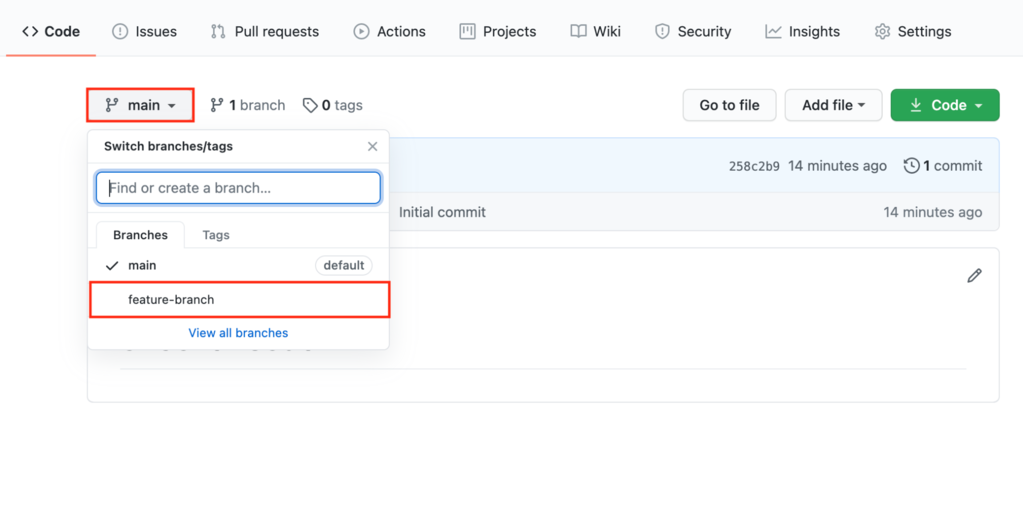 Code Issues Pull requests Actions Projects Wiki Security Insights Settings
main 1 branch 0 tags Go to file Add file Code
Switch branches/tags
258c2b9 14 minutes ago 1 commit
Find or create a branch...
Initial commit 14 minutes ago
Branches Tags
main default
feature-branch
View all branches